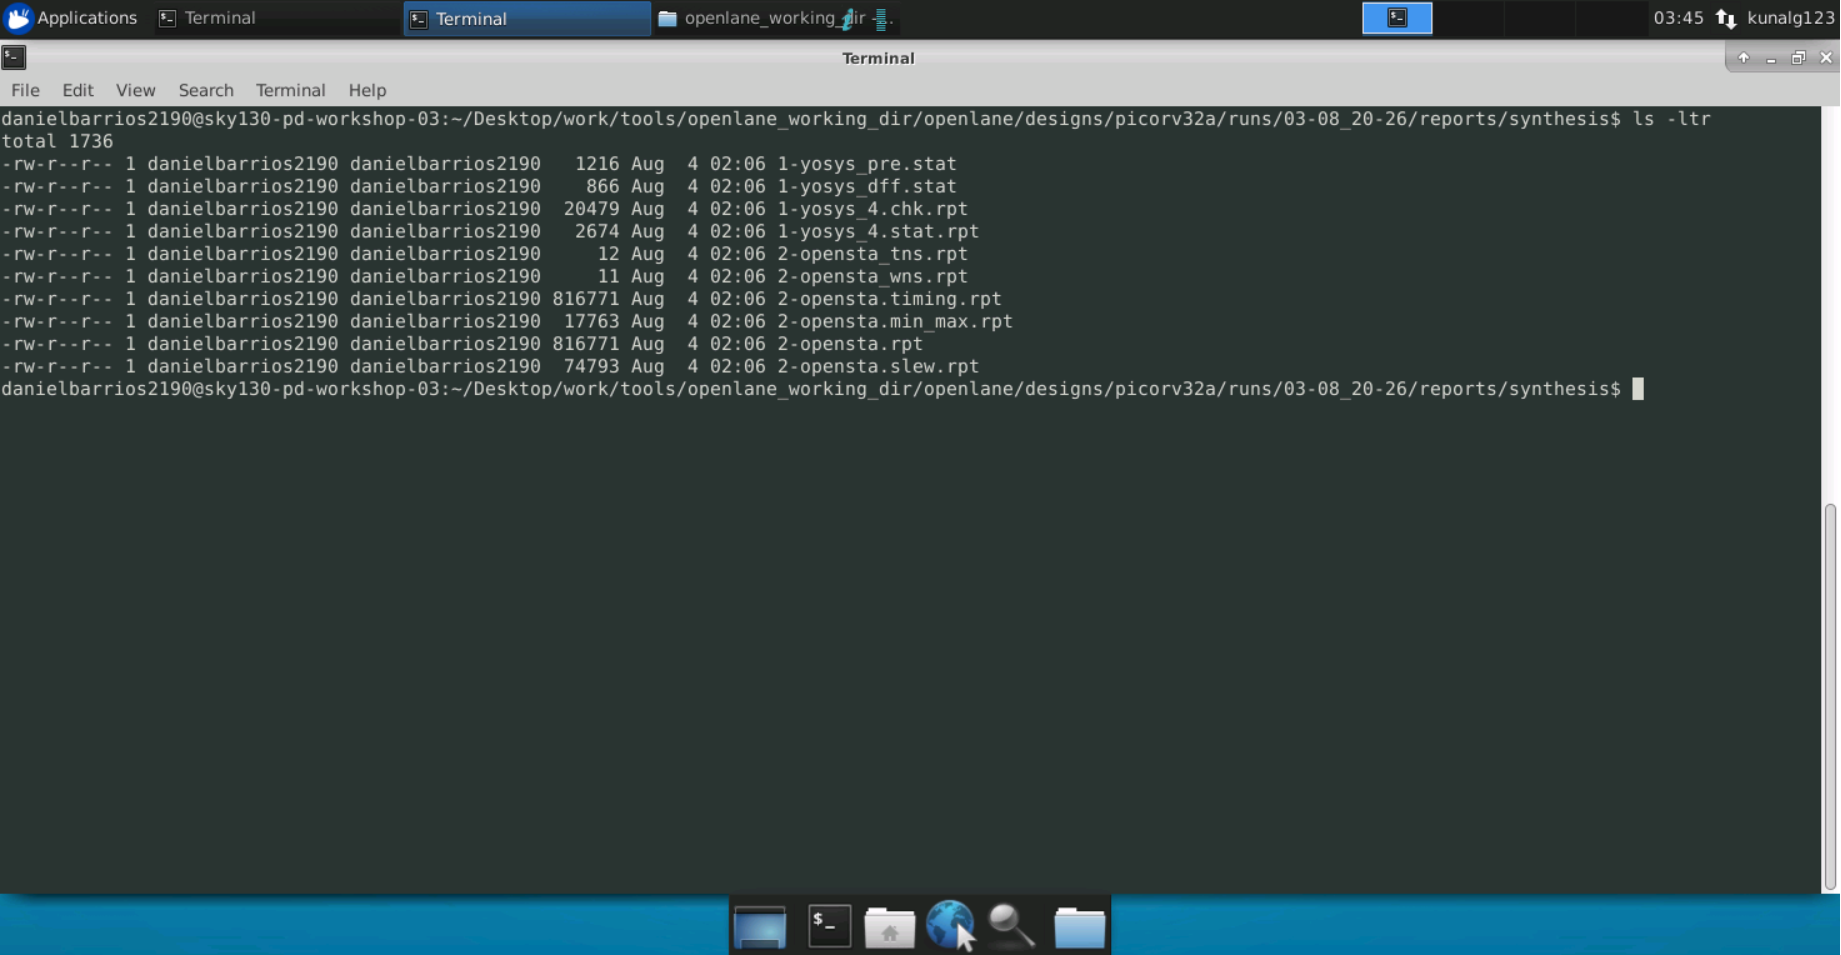 Applications Terminal Terminal openlane_working_dir -... 03:45 kunalg123
Terminal
File Edit View Search Terminal Help
danielbarrios2190@sky130-pd-workshop-03:~/Desktop/work/tools/openlane_working_dir/openlane/designs/picorv32a/runs/03-08_20-26/reports/synthesis$ ls -ltr
total 1736
-rw-r--r-- 1 danielbarrios2190 danielbarrios2190   1216 Aug  4 02:06 1-yosys_pre.stat
-rw-r--r-- 1 danielbarrios2190 danielbarrios2190    866 Aug  4 02:06 1-yosys_dff.stat
-rw-r--r-- 1 danielbarrios2190 danielbarrios2190  20479 Aug  4 02:06 1-yosys_4.chk.rpt
-rw-r--r-- 1 danielbarrios2190 danielbarrios2190   2674 Aug  4 02:06 1-yosys_4.stat.rpt
-rw-r--r-- 1 danielbarrios2190 danielbarrios2190     12 Aug  4 02:06 2-opensta_tns.rpt
-rw-r--r-- 1 danielbarrios2190 danielbarrios2190     11 Aug  4 02:06 2-opensta_wns.rpt
-rw-r--r-- 1 danielbarrios2190 danielbarrios2190 816771 Aug  4 02:06 2-opensta.timing.rpt
-rw-r--r-- 1 danielbarrios2190 danielbarrios2190  17763 Aug  4 02:06 2-opensta.min_max.rpt
-rw-r--r-- 1 danielbarrios2190 danielbarrios2190 816771 Aug  4 02:06 2-opensta.rpt
-rw-r--r-- 1 danielbarrios2190 danielbarrios2190  74793 Aug  4 02:06 2-opensta.slew.rpt
danielbarrios2190@sky130-pd-workshop-03:~/Desktop/work/tools/openlane_working_dir/openlane/designs/picorv32a/runs/03-08_20-26/reports/synthesis$